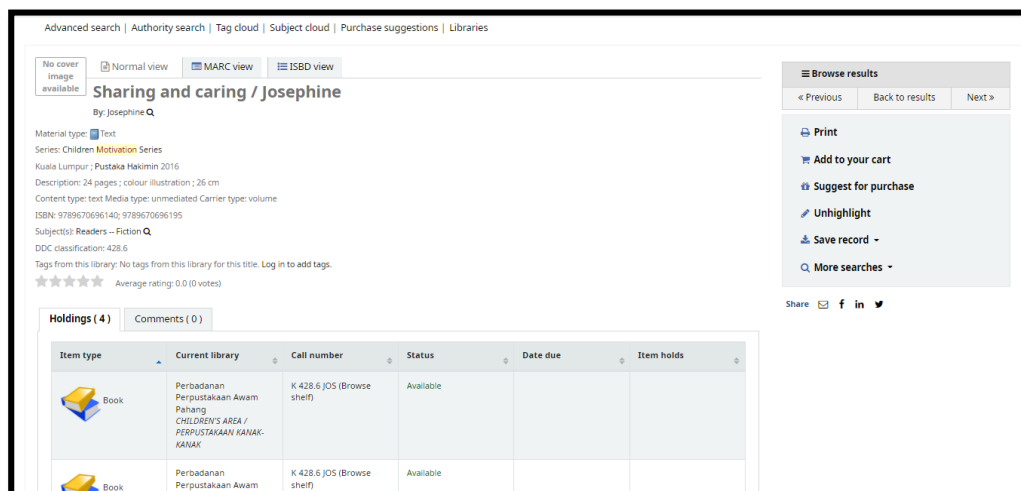 Advanced search | Authority search | Tag cloud | Subject cloud | Purchase suggestions | Libraries
No cover
image
available
Normal view
MARC view
ISBD view
Sharing and caring / Josephine
By: Josephine
Material type: Text
Series: Children Motivation Series
Kuala Lumpur ; Pustaka Hakimin 2016
Description: 24 pages ; colour illustration ; 26 cm
Content type: text Media type: unmediated Carrier type: volume
ISBN: 9789670696140; 9789670696195
Subject(s): Readers -- Fiction
DDC classification: 428.6
Tags from this library: No tags from this library for this title. Log in to add tags.
Average rating: 0.0 (0 votes)
Holdings ( 4 )
Comments ( 0 )
Item type Current library Call number Status Date due Item holds
Book
Perbadanan
Perpustakaan Awam
Pahang
CHILDREN'S AREA /
PERPUSTAKAAN KANAK-
KANAK
K 428.6 JOS (Browse
shelf)
Available
Book
Perbadanan
Perpustakaan Awam
K 428.6 JOS (Browse
shelf)
Available
Browse results
« Previous
Back to results
Next »
Print
Add to your cart
Suggest for purchase
Unhighlight
Save record
More searches
Share